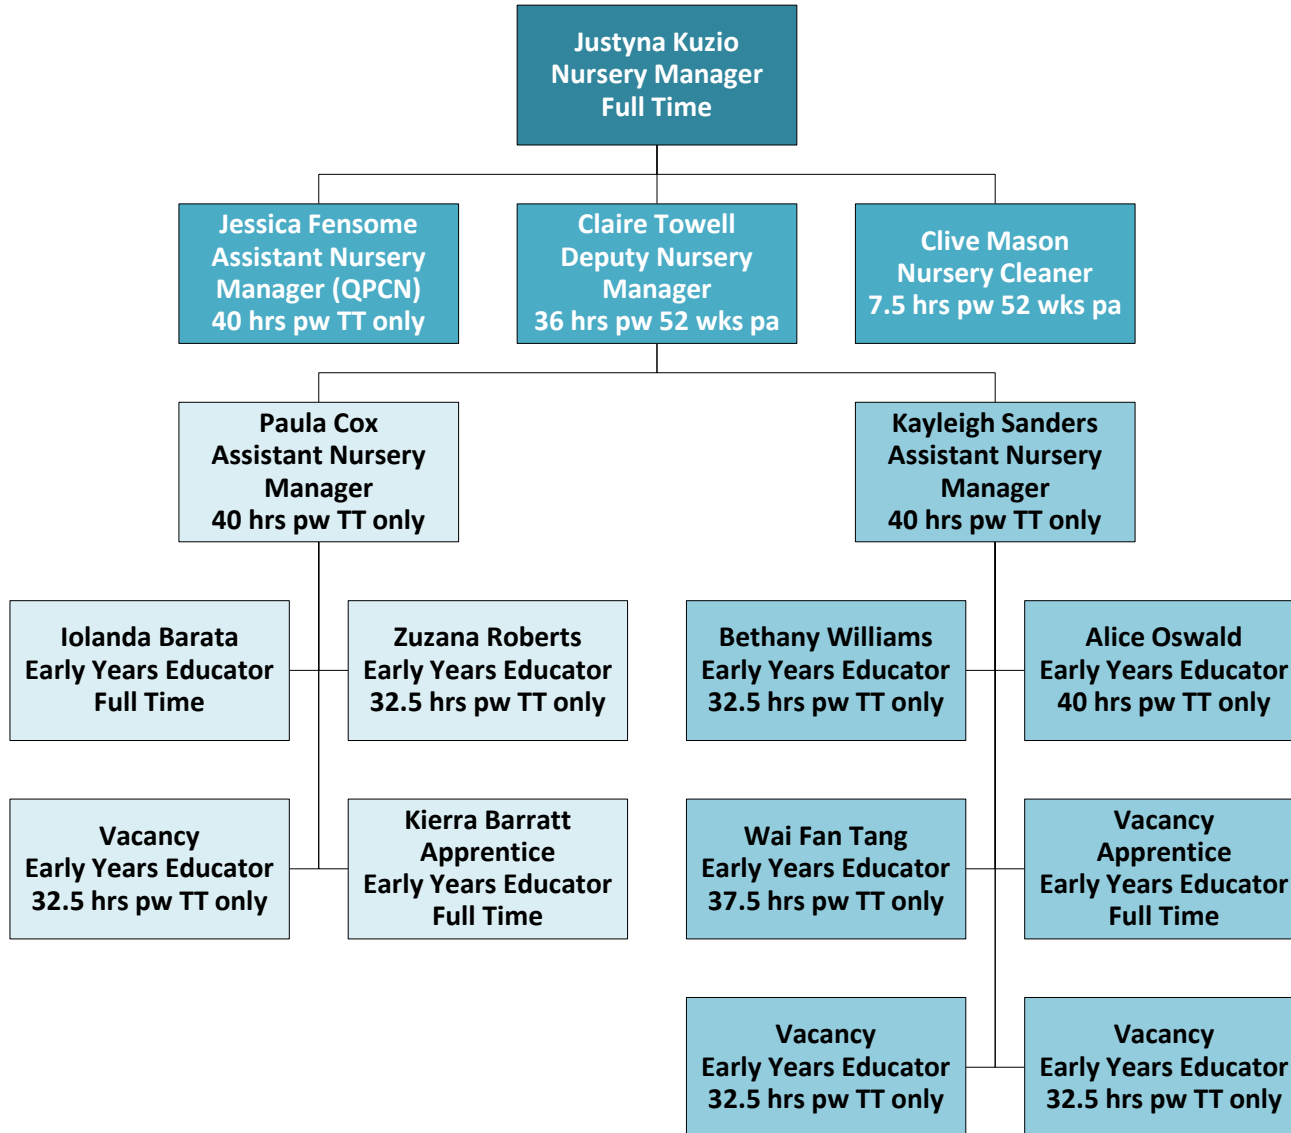 Justyna Kuzio
Nursery Manager
Full Time
Jessica Fensome
Assistant Nursery
Manager (QPCN)
40 hrs pw TT only
Claire Towell
Deputy Nursery
Manager
36 hrs pw 52 wks pa
Clive Mason
Nursery Cleaner
7.5 hrs pw 52 wks pa
Paula Cox
Assistant Nursery
Manager
40 hrs pw TT only
Kayleigh Sanders
Assistant Nursery
Manager
40 hrs pw TT only
Iolanda Barata
Early Years Educator
Full Time
Zuzana Roberts
Early Years Educator
32.5 hrs pw TT only
Bethany Williams
Early Years Educator
32.5 hrs pw TT only
Alice Oswald
Early Years Educator
40 hrs pw TT only
Vacancy
Early Years Educator
32.5 hrs pw TT only
Kierra Barratt
Apprentice
Early Years Educator
Full Time
Wai Fan Tang
Early Years Educator
37.5 hrs pw TT only
Vacancy
Apprentice
Early Years Educator
Full Time
Vacancy
Early Years Educator
32.5 hrs pw TT only
Vacancy
Early Years Educator
32.5 hrs pw TT only